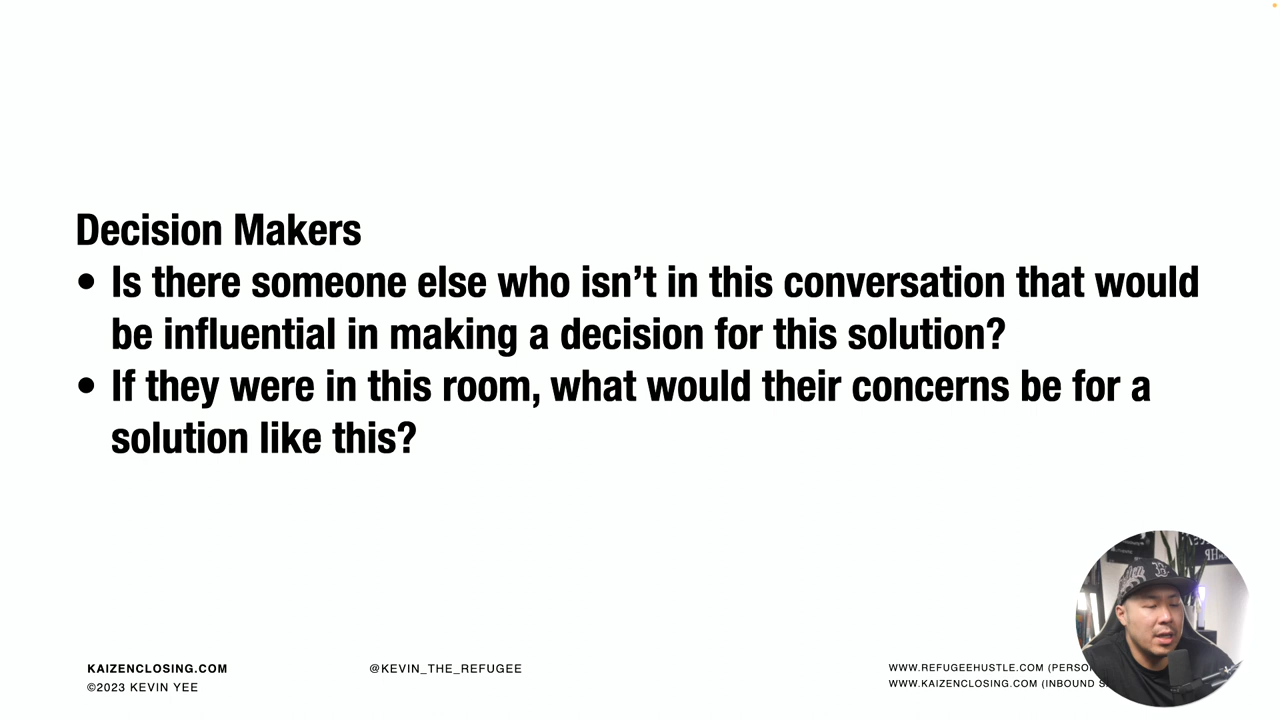 Decision Makers
• Is there someone else who isn’t in this conversation that would
be influential in making a decision for this solution?
• If they were in this room, what would their concerns be for a
solution like this?
KAIZENCLOSING.COM
©2023 KEVIN YEE
@KEVIN_THE_REFUGEE
WWW.REFUGEEHUSTLE.COM
WWW.KAIZENCLOSING.COM (INBOUND